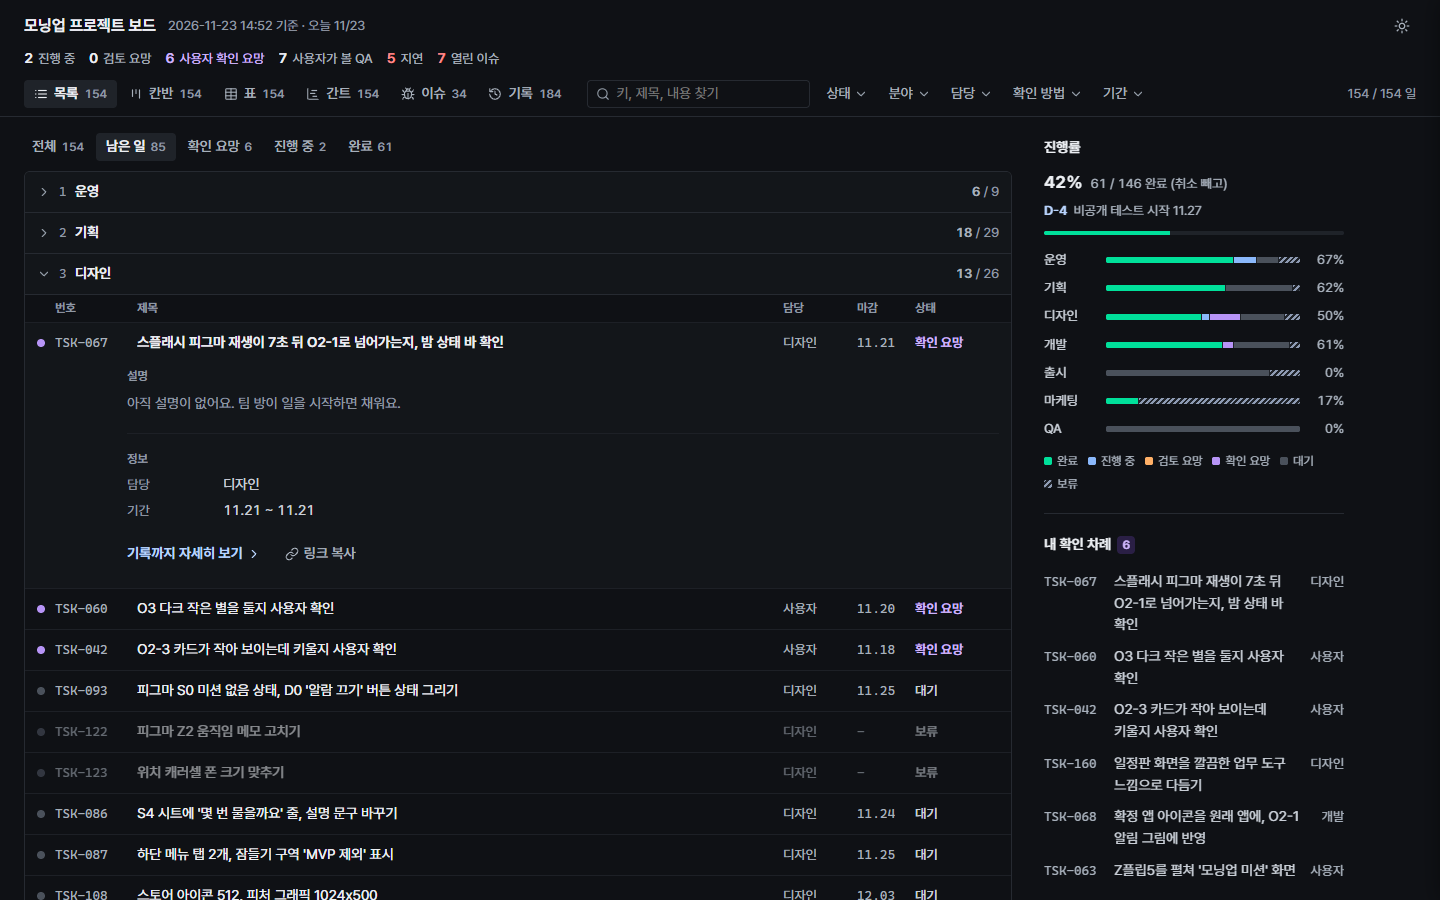 모닝업 프로젝트 보드 2026-11-23 14:52 기준 · 오늘 11/23
2 진행 중 0 검토 요망 6 사용자 확인 요망 7 사용자가 볼 QA 5 지연 7 열린 이슈
목록 154 칸반 154 표 154 간트 154 이슈 34 기록 184 키, 제목, 내용 찾기 상태 분야 담당 확인 방법 기간 154 / 154 일
전체 154 남은 일 85 확인 요망 6 진행 중 2 완료 61
1 운영 6 / 9
2 기획 18 / 29
3 디자인 13 / 26
번호 제목 담당 마감 상태
TSK-067 스플래시 피그마 재생이 7초 뒤 O2-1로 넘어가는지, 밤 상태 바 확인 디자인 11.21 확인 요망
설명
아직 설명이 없어요. 팀 방이 일을 시작하면 채워요.
정보
담당 디자인
기간 11.21 ~ 11.21
기록까지 자세히 보기 링크 복사
TSK-060 O3 다크 작은 별을 둘지 사용자 확인 사용자 11.20 확인 요망
TSK-042 O2-3 카드가 작아 보이는데 키울지 사용자 확인 사용자 11.18 확인 요망
TSK-093 피그마 S0 미션 없음 상태, D0 '알람 끄기' 버튼 상태 그리기 디자인 11.25 대기
TSK-122 피그마 Z2 움직임 메모 고치기 디자인 – 보류
TSK-123 위치 캐러셀 폰 크기 맞추기 디자인 – 보류
TSK-086 S4 시트에 '몇 번 물을까요' 줄, 설명 문구 바꾸기 디자인 11.24 대기
TSK-087 하단 메뉴 탭 2개, 잠들기 구역 'MVP 제외' 표시 디자인 11.25 대기
TSK-108 스토어 아이콘 512, 피처 그래픽 1024x500 디자인 12.03 대기
진행률
42% 61 / 146 완료 (취소 빼고)
D-4 비공개 테스트 시작 11.27
운영 67%
기획 62%
디자인 50%
개발 61%
출시 0%
마케팅 17%
QA 0%
완료 진행 중 검토 요망 확인 요망 대기
보류
내 확인 차례 6
TSK-067 스플래시 피그마 재생이 7초 뒤 디자인
O2-1로 넘어가는지, 밤 상태 바
확인
TSK-060 O3 다크 작은 별을 둘지 사용자 사용자
확인
TSK-042 O2-3 카드가 작아 보이는데 사용자
키울지 사용자 확인
TSK-160 일정판 화면을 깔끔한 업무 도구 디자인
느낌으로 다듬기
TSK-068 확정 앱 아이콘을 원래 앱에, O2-1 개발
알림 그림에 반영
TSK-063 Z플립5를 펼쳐 '모닝업 미션' 화면 사용자